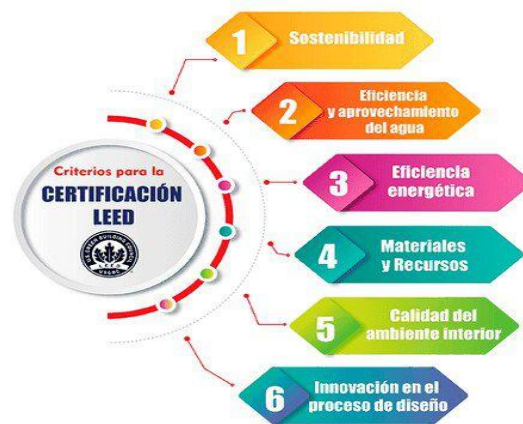 Criterios para la
CERTIFICACIÓN
LEED
1
Sostenibilidad
2
Eficiencia
y aprovechamiento
del agua
3
Eficiencia
energética
4
Materiales
y Recursos
5
Calidad del
ambiente interior
6
Innovación en el
proceso de diseño